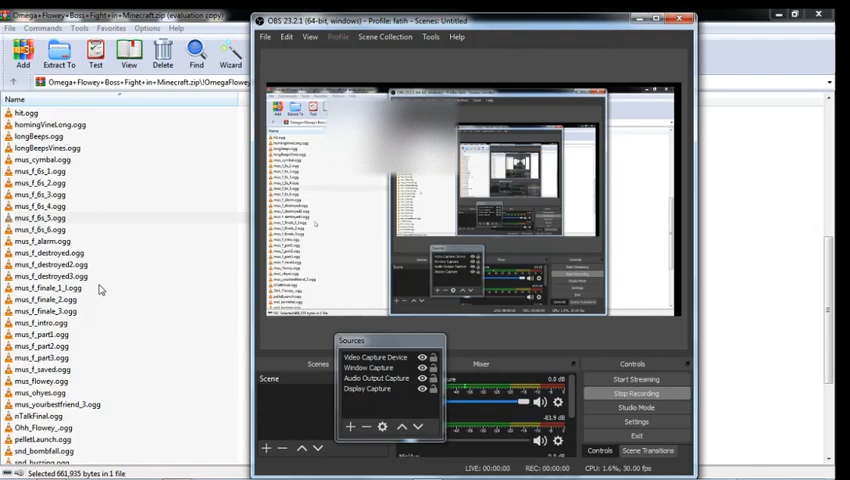 Omega+Flowey+Boss+Fight+in+Minecraft.zip (evaluation copy)
Commands Tools Favorites Options Help
Add Extract To Test View Delete Find Wizard
Omega+Flowey+Boss+Fight+in+Minecraft.zip\!OmegaFlowey
Name
hit.ogg
homingVineLong.ogg
longBeeps.ogg
longBeepsVines.ogg
mus_cymbal.ogg
mus_f_6s_1.ogg
mus_f_6s_2.ogg
mus_f_6s_3.ogg
mus_f_6s_4.ogg
mus_f_6s_5.ogg
mus_f_6s_6.ogg
mus_f_alarm.ogg
mus_f_destroyed.ogg
mus_f_destroyed2.ogg
mus_f_destroyed3.ogg
mus_f_finale_1_l.ogg
mus_f_finale_2.ogg
mus_f_finale_3.ogg
mus_f_intro.ogg
mus_f_part1.ogg
mus_f_part2.ogg
mus_f_part3.ogg
mus_f_saved.ogg
mus_flowey.ogg
mus_ohyes.ogg
mus_yourbestfriend_3.ogg
nTalkFinal.ogg
Ohh_Flowey_.ogg
pelletLaunch.ogg
snd_bombfall.ogg
snd_buzzing.ogg
Selected 661,935 bytes in 1 file
OBS 23.2.1 (64-bit, windows) - Profile: fatih - Scenes: Untitled
File Edit View Profile Scene Collection Tools Help
Sources
Video Capture Device
Window Capture
Audio Output Capture
Display Capture
Scenes
Scene
Mixer
0.0 dB
-83.9 dB
Controls
Start Streaming
Stop Recording
Studio Mode
Settings
Exit
Controls Scene Transitions
LIVE: 00:00:00 REC: 00:00:00 CPU: 1.6%, 30.00 fps